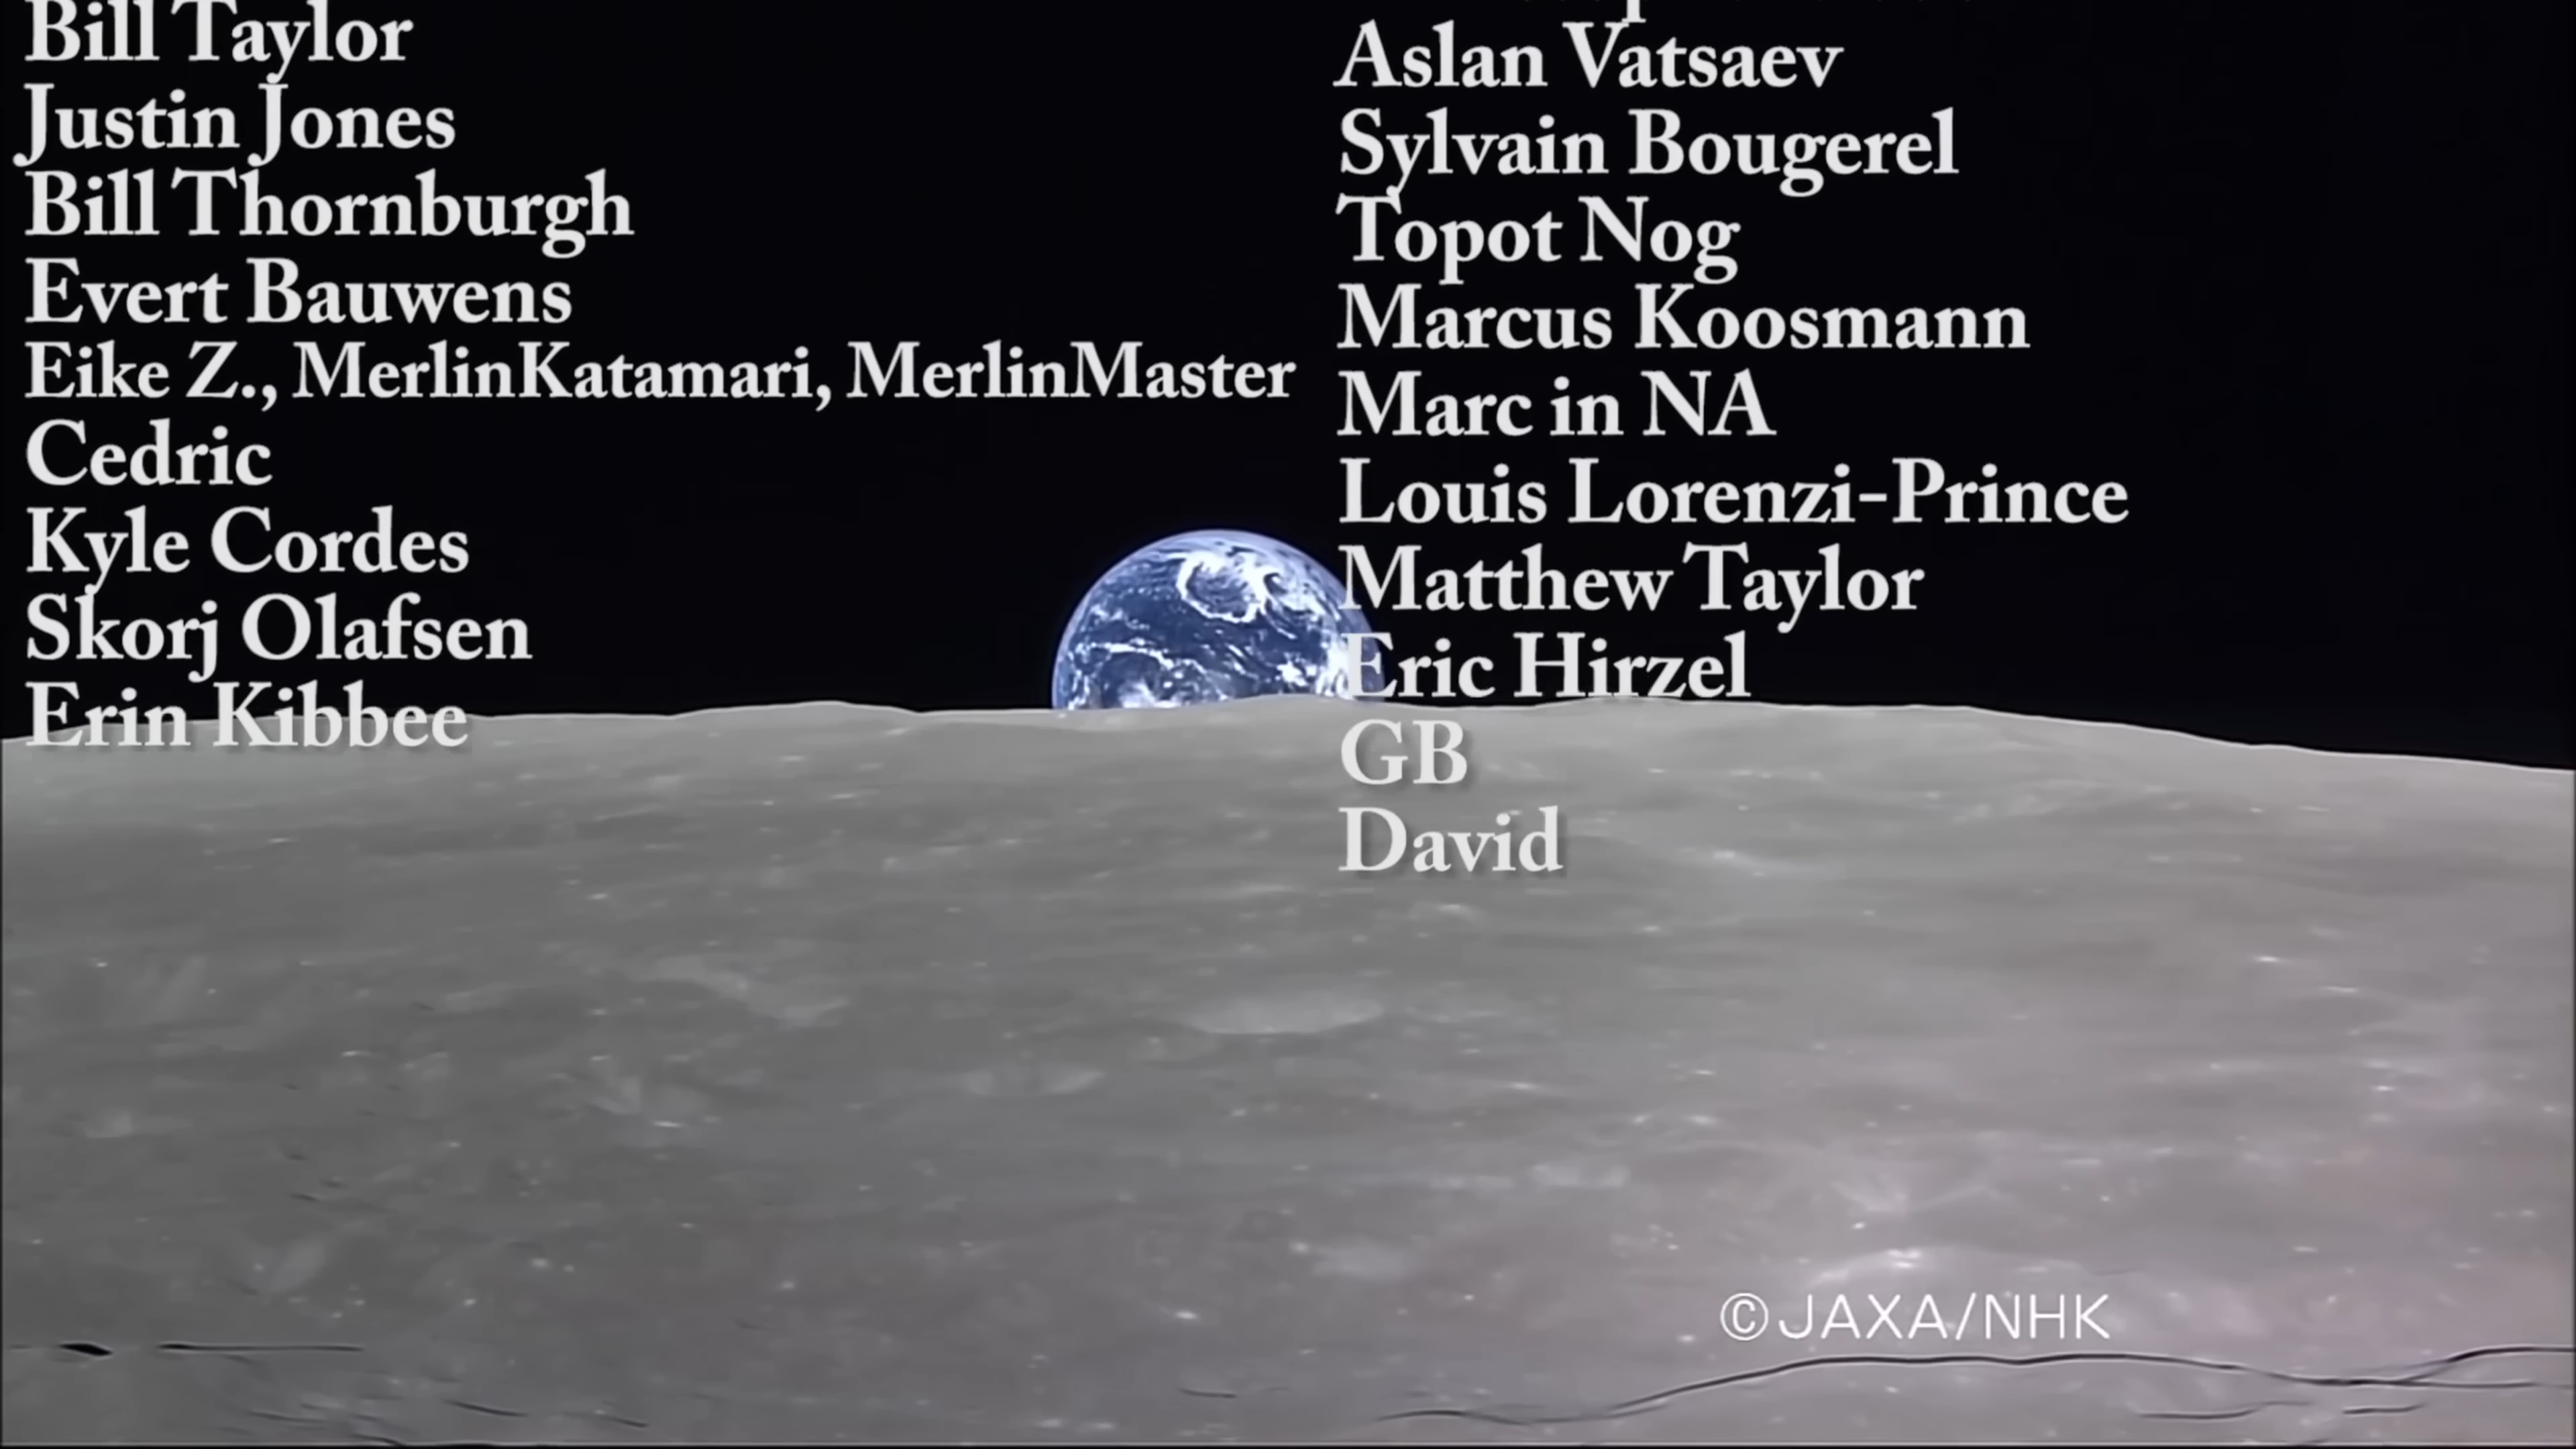 Bill Taylor
Justin Jones
Bill Thornburgh
Evert Bauwens
Eike Z., MerlinKatamari, MerlinMaster
Cedric
Kyle Cordes
Skorj Olafsen
Erin Kibbee
Aslan Vatsaev
Sylvain Bougerel
Topot Nog
Marcus Koosmann
Marc in NA
Louis Lorenzi-Prince
Matthew Taylor
Eric Hirzel
GB
David
©JAXA/NHK